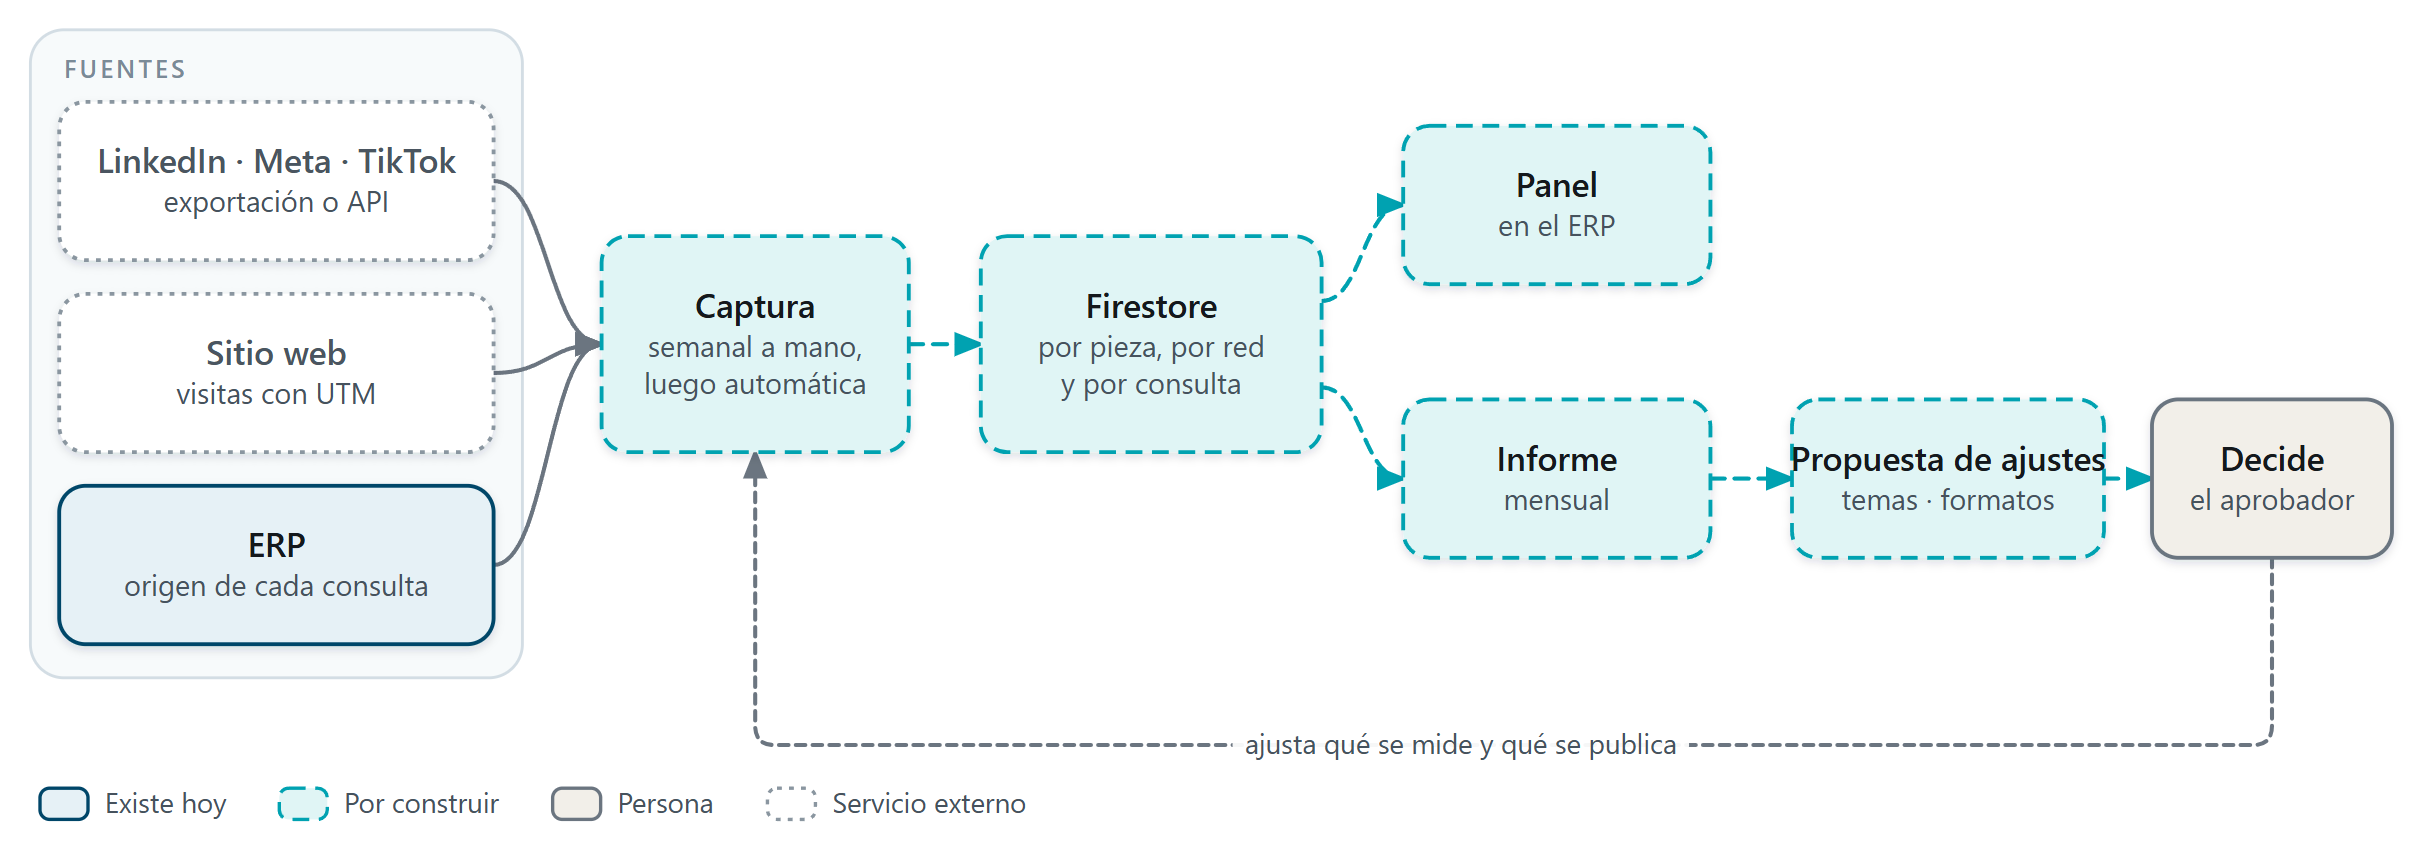 FUENTES
LinkedIn · Meta · TikTok
exportación o API
Sitio web
visitas con UTM
ERP
origen de cada consulta
Captura
semanal a mano,
luego automática
Firestore
por pieza, por red
y por consulta
Panel
en el ERP
Informe
mensual
Propuesta de ajustes
temas · formatos
Decide
el aprobador
ajusta qué se mide y qué se publica
Existe hoy
Por construir
Persona
Servicio externo